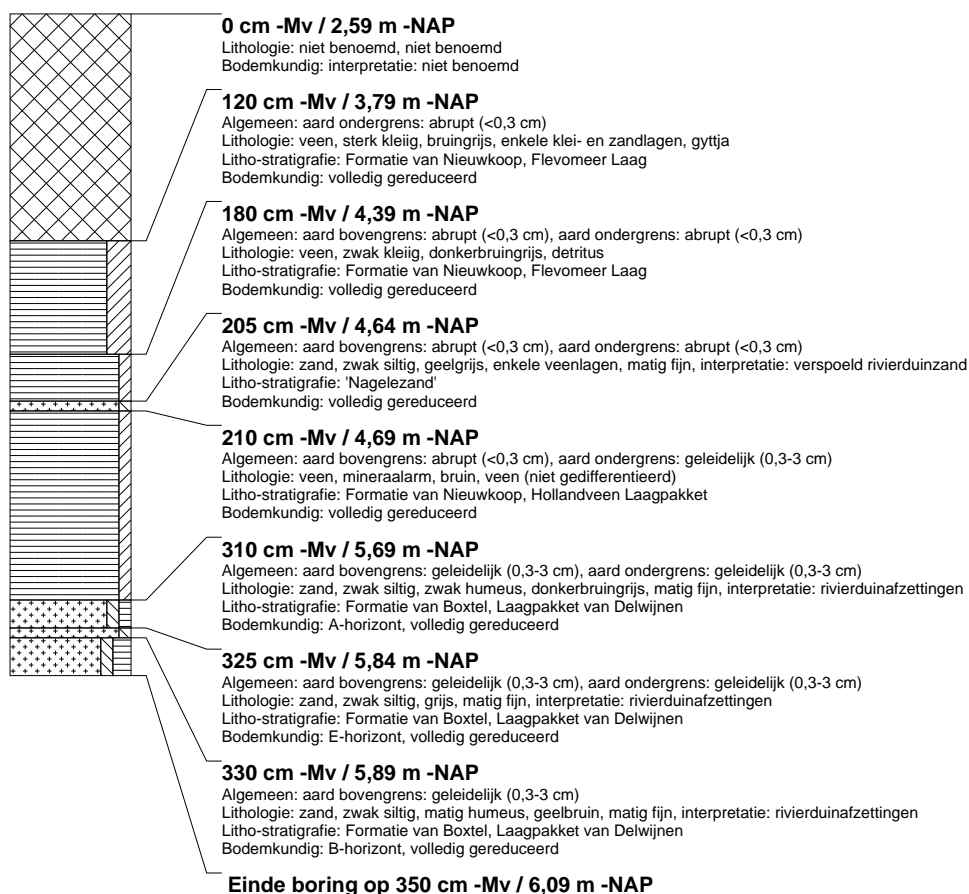 0 cm -Mv / 2,59 m -NAP
Lithologie: niet benoemd, niet benoemd
Bodemkundig: interpretatie: niet benoemd
120 cm -Mv / 3,79 m -NAP
Algemeen: aard ondergrens: abrupt (<0,3 cm)
Lithologie: veen, sterk kleiig, bruingrijs, enkele klei- en zandlagen, gyttja
Litho-stratigrafie: Formatie van Nieuwkoop, Flevomeer Laag
Bodemkundig: volledig gereduceerd
180 cm -Mv / 4,39 m -NAP
Algemeen: aard bovengrens: abrupt (<0,3 cm), aard ondergrens: abrupt (<0,3 cm)
Lithologie: veen, zwak kleiig, donkerbruingrijs, detritus
Litho-stratigrafie: Formatie van Nieuwkoop, Flevomeer Laag
Bodemkundig: volledig gereduceerd
205 cm -Mv / 4,64 m -NAP
Algemeen: aard bovengrens: abrupt (<0,3 cm), aard ondergrens: abrupt (<0,3 cm)
Lithologie: zand, zwak siltig, geelgrijs, enkele veenlagen, matig fijn, interpretatie: verspoeld rivierduinzand
Litho-stratigrafie: 'Nagelezand'
Bodemkundig: volledig gereduceerd
210 cm -Mv / 4,69 m -NAP
Algemeen: aard bovengrens: abrupt (<0,3 cm), aard ondergrens: geleidelijk (0,3-3 cm)
Lithologie: veen, mineraalarm, bruin, veen (niet gedifferentieerd)
Litho-stratigrafie: Formatie van Nieuwkoop, Hollandveen Laagpakket
Bodemkundig: volledig gereduceerd
310 cm -Mv / 5,69 m -NAP
Algemeen: aard bovengrens: geleidelijk (0,3-3 cm), aard ondergrens: geleidelijk (0,3-3 cm)
Lithologie: zand, zwak siltig, zwak humeus, donkerbruingrijs, matig fijn, interpretatie: rivierduinafzettingen
Litho-stratigrafie: Formatie van Boxtel, Laagpakket van Delwijnen
Bodemkundig: A-horizont, volledig gereduceerd
325 cm -Mv / 5,84 m -NAP
Algemeen: aard bovengrens: geleidelijk (0,3-3 cm), aard ondergrens: geleidelijk (0,3-3 cm)
Lithologie: zand, zwak siltig, grijs, matig fijn, interpretatie: rivierduinafzettingen
Litho-stratigrafie: Formatie van Boxtel, Laagpakket van Delwijnen
Bodemkundig: E-horizont, volledig gereduceerd
330 cm -Mv / 5,89 m -NAP
Algemeen: aard bovengrens: geleidelijk (0,3-3 cm)
Lithologie: zand, zwak siltig, matig humeus, geelbruin, matig fijn, interpretatie: rivierduinafzettingen
Litho-stratigrafie: Formatie van Boxtel, Laagpakket van Delwijnen
Bodemkundig: B-horizont, volledig gereduceerd
Einde boring op 350 cm -Mv / 6,09 m -NAP